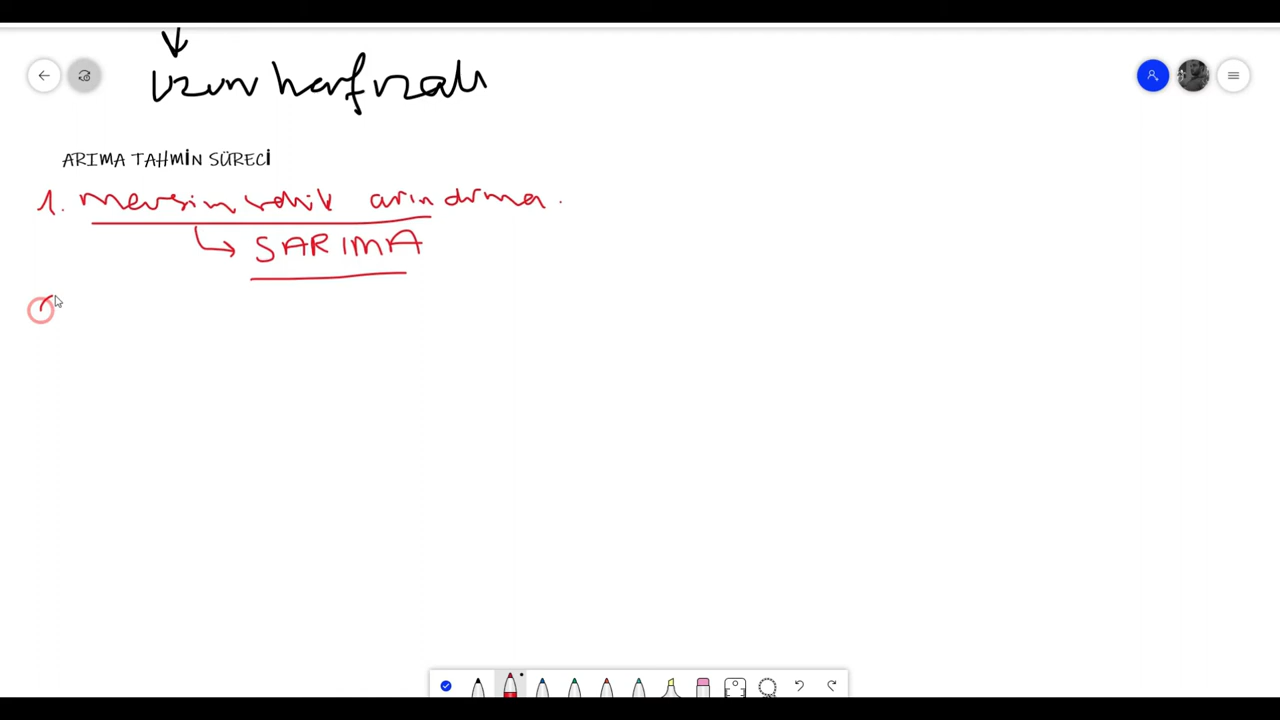 uzun hafızalı
ARIMA TAHMİN SÜRECİ
1. Mevsimsellik arındırma.
SARIMA